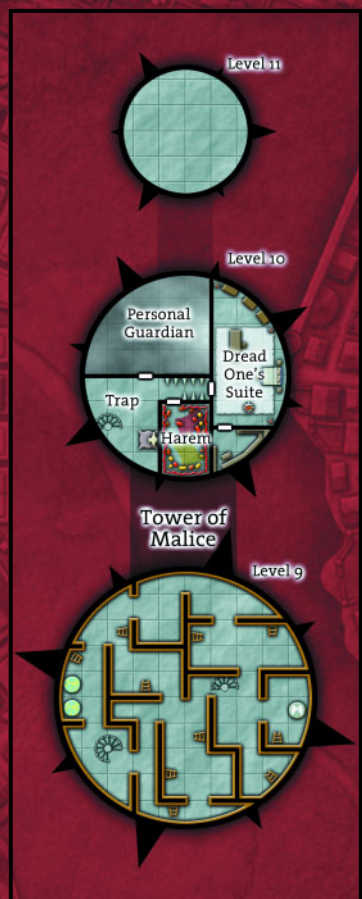 Level 11
Level 10
Personal
Guardian
Dread
One's
Suite
Trap
Harem
Tower of
Malice
Level 9